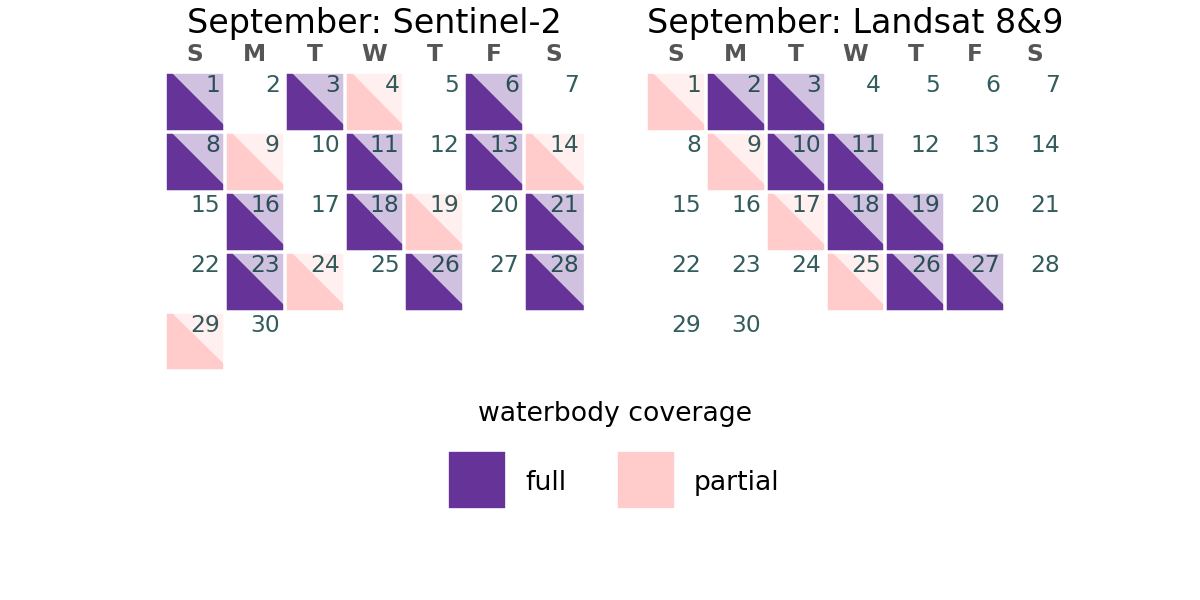 September: Sentinel-2
S M T W T F S
1 2 3 4 5 6 7
8 9 10 11 12 13 14
15 16 17 18 19 20 21
22 23 24 25 26 27 28
29 30
September: Landsat 8&9
S M T W T F S
1 2 3 4 5 6 7
8 9 10 11 12 13 14
15 16 17 18 19 20 21
22 23 24 25 26 27 28
29 30
waterbody coverage
full partial